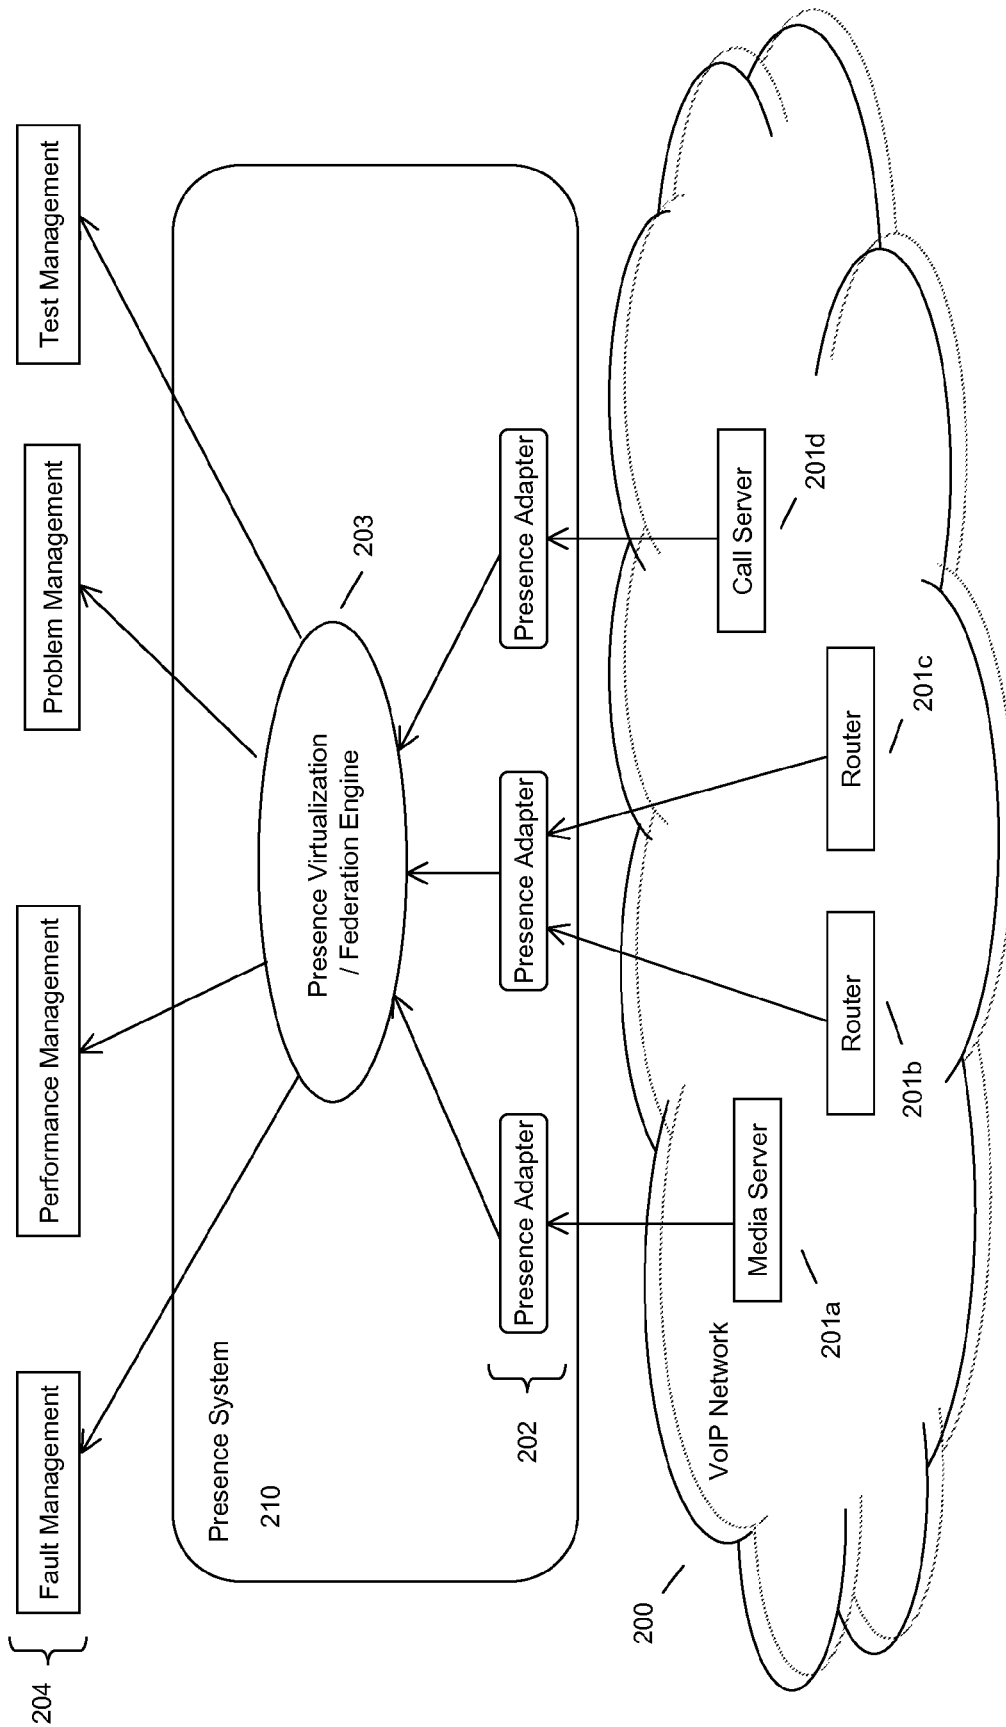 204
Fault Management
Performance Management
Problem Management
Test Management
Presence System
210
Presence Virtualization
/ Federation Engine
203
202
Presence Adapter
Presence Adapter
Presence Adapter
200
VoIP Network
Media Server
201a
Router
201b
Router
201c
Call Server
201d